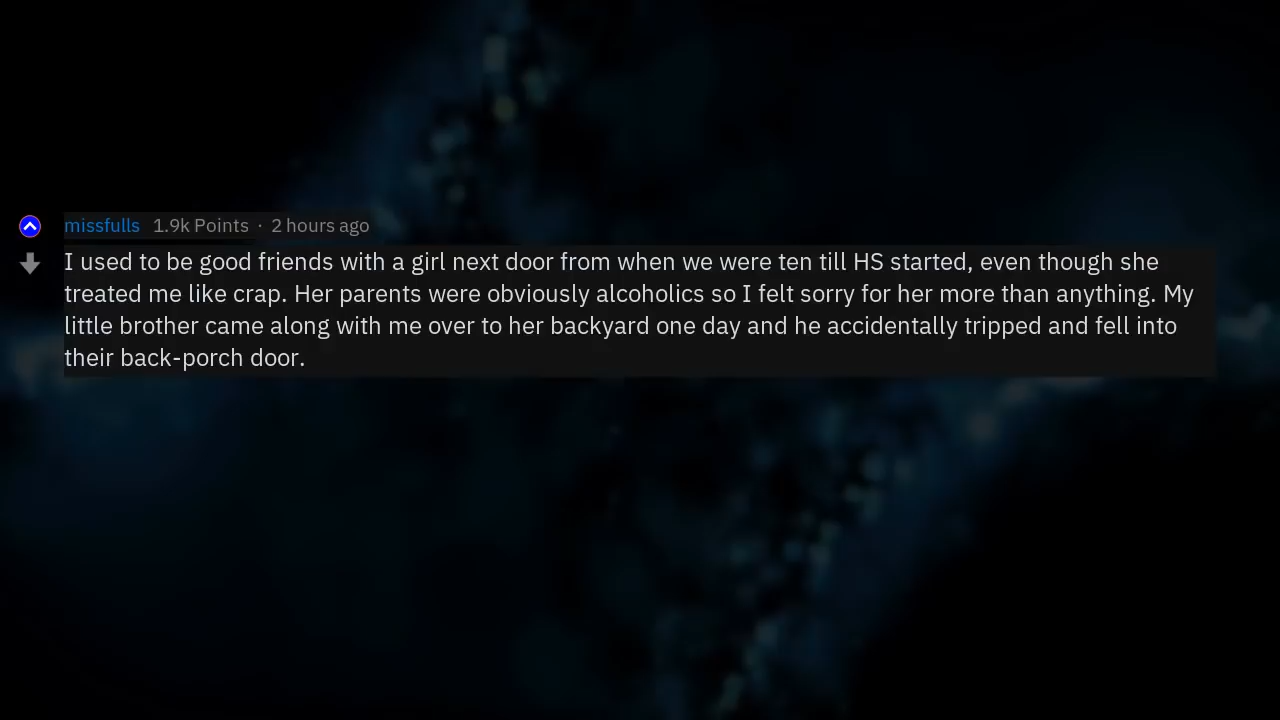 missfulls 1.9k Points · 2 hours ago
I used to be good friends with a girl next door from when we were ten till HS started, even though she
treated me like crap. Her parents were obviously alcoholics so I felt sorry for her more than anything. My
little brother came along with me over to her backyard one day and he accidentally tripped and fell into
their back-porch door.